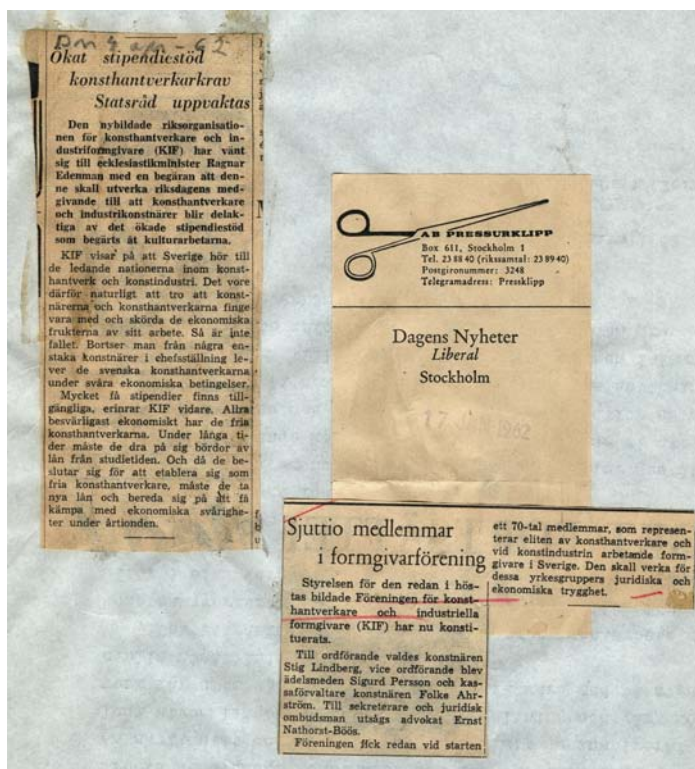 Dn 4 apr - 62
Ökat stipendiestöd
konsthantverkarkrav
Statsråd uppvaktas
Den nybildade riksorganisatio-
nen för konsthantverkare och in-
dustriformgivare (KIF) har vänt
sig till ecklesiastikminister Ragnar
Edenman med en begäran att den-
ne skall utverka riksdagens med-
givande till att konsthantverkare
och industrikonstnärer blir delak-
tiga av det ökade stipendiestöd
som begärts åt kulturarbetarna.
KIF visar på att Sverige hör till
de ledande nationerna inom konst-
hantverk och konstindustri. Det vore
därför naturligt att tro att konst-
närerna och konsthantverkarna finge
vara med och skörda de ekonomiska
frukterna av sitt arbete. Så är inte
fallet. Bortser man från några en-
staka konstnärer i chefsställning le-
ver de svenska konsthantverkarna
under svåra ekonomiska betingelser.
Mycket få stipendier finns till-
gängliga, erinrar KIF vidare. Allra
besvärligast ekonomiskt har de fria
konsthantverkarna. Under långa ti-
der måste de dra på sig bördor av
lån från studietiden. Och då de be-
slutar sig för att etablera sig som
fria konsthantverkare, måste de ta
nya lån och bereda sig på att få
kämpa med ekonomiska svårighe-
ter under årtionden.
AB PRESSURKLIPP
Box 611, Stockholm 1
Tel. 23 88 40 (rikssamtal: 23 89 40)
Postgironummer: 3248
Telegramadress: Pressklipp
Dagens Nyheter
Liberal
Stockholm
17 JAN 1962
Sjuttio medlemmar
i formgivarförening
Styrelsen för den redan i hös-
tas bildade Föreningen för konst-
hantverkare och industriella
formgivare (KIF) har nu konsti-
tuerats.
Till ordförande valdes konstnären
Stig Lindberg, vice ordförande blev
ädelsmeden Sigurd Persson och kas-
saförvaltare konstnären Folke Ahr-
ström. Till sekreterare och juridisk
ombudsman utsågs advokat Ernst
Nathorst-Böös.
Föreningen fick redan vid starten
ett 70-tal medlemmar, som represen-
terar eliten av konsthantverkare och
vid konstindustrin arbetande form-
givare i Sverige. Den skall verka för
dessa yrkesgruppers juridiska och
ekonomiska trygghet.